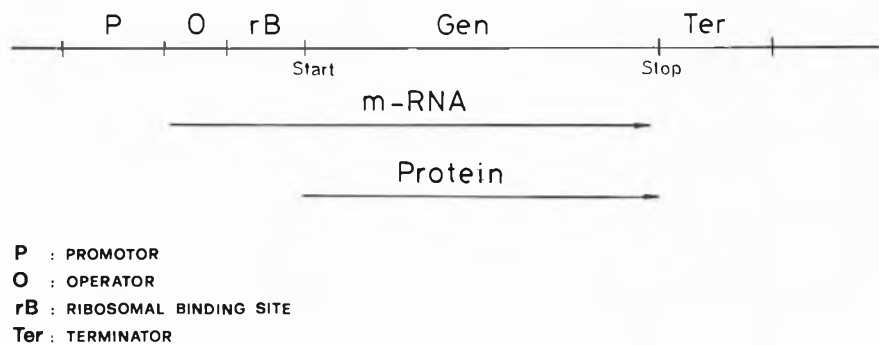 P O rB Gen Ter
Start Stop
m-RNA
Protein
P : PROMOTOR
O : OPERATOR
rB : RIBOSOMAL BINDING SITE
Ter : TERMINATOR